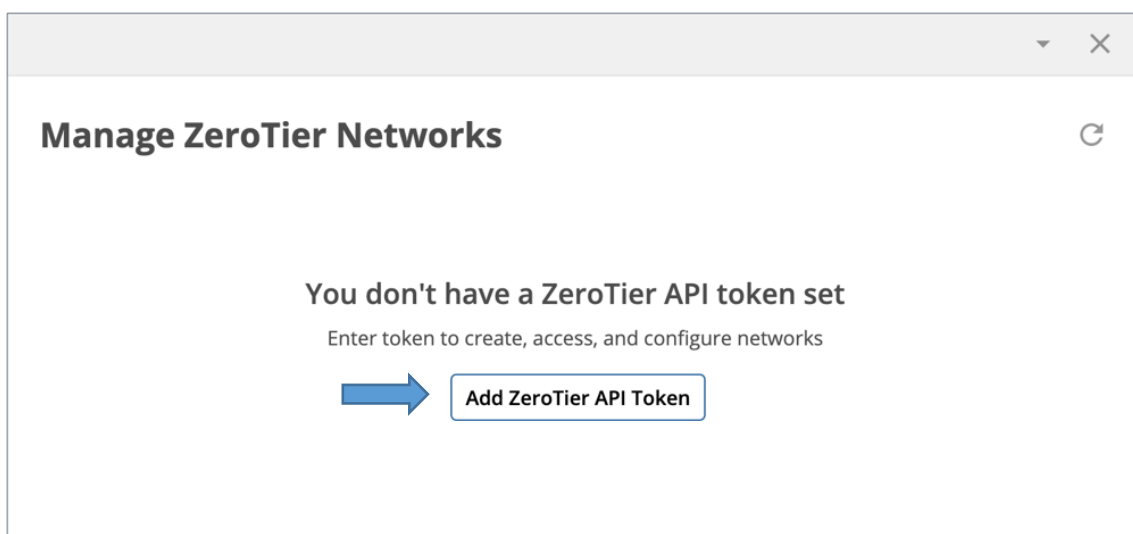 Manage ZeroTier Networks
You don't have a ZeroTier API token set
Enter token to create, access, and configure networks
Add ZeroTier API Token